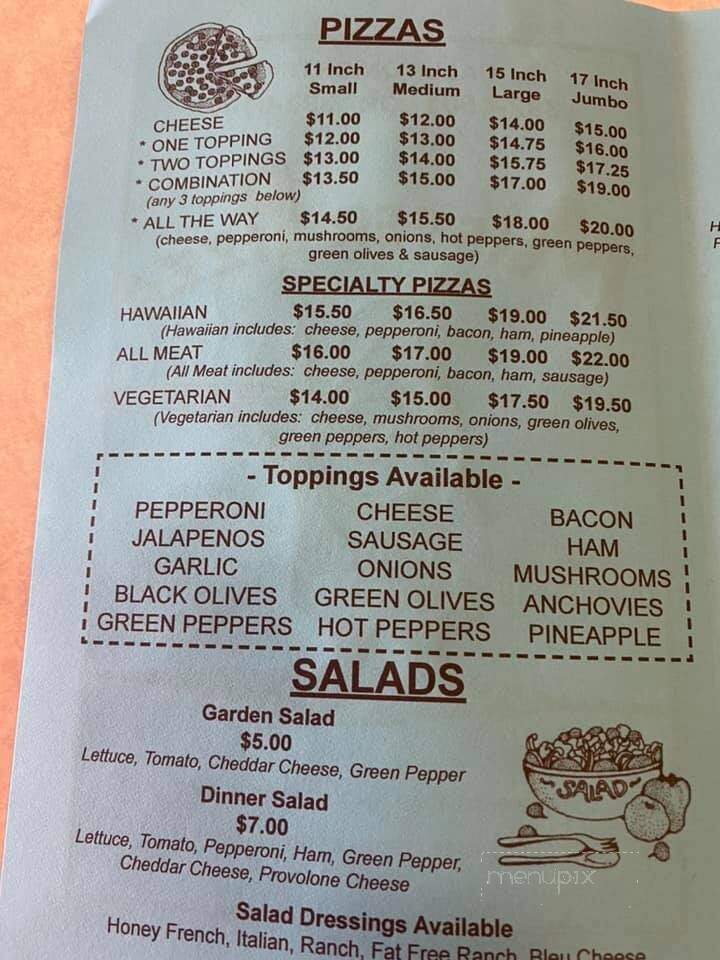 PIZZAS
11 Inch 13 Inch 15 Inch 17 Inch
Small Medium Large Jumbo
CHEESE $11.00 $12.00 $14.00 $15.00
* ONE TOPPING $12.00 $13.00 $14.75 $16.00
* TWO TOPPINGS $13.00 $14.00 $15.75 $17.25
* COMBINATION $13.50 $15.00 $17.00 $19.00
(any 3 toppings below)
* ALL THE WAY $14.50 $15.50 $18.00 $20.00
(cheese, pepperoni, mushrooms, onions, hot peppers, green peppers,
green olives & sausage)
SPECIALTY PIZZAS
HAWAIIAN $15.50 $16.50 $19.00 $21.50
(Hawaiian includes: cheese, pepperoni, bacon, ham, pineapple)
ALL MEAT $16.00 $17.00 $19.00 $22.00
(All Meat includes: cheese, pepperoni, bacon, ham, sausage)
VEGETARIAN $14.00 $15.00 $17.50 $19.50
(Vegetarian includes: cheese, mushrooms, onions, green olives,
green peppers, hot peppers)
- Toppings Available -
PEPPERONI CHEESE BACON
JALAPENOS SAUSAGE HAM
GARLIC ONIONS MUSHROOMS
BLACK OLIVES GREEN OLIVES ANCHOVIES
GREEN PEPPERS HOT PEPPERS PINEAPPLE
SALADS
Garden Salad
$5.00
Lettuce, Tomato, Cheddar Cheese, Green Pepper
SALAD
Dinner Salad
$7.00
Lettuce, Tomato, Pepperoni, Ham, Green Pepper,
Cheddar Cheese, Provolone Cheese
menupix
Salad Dressings Available
Honey French, Italian, Ranch, Fat Free Ranch, Bleu Cheese